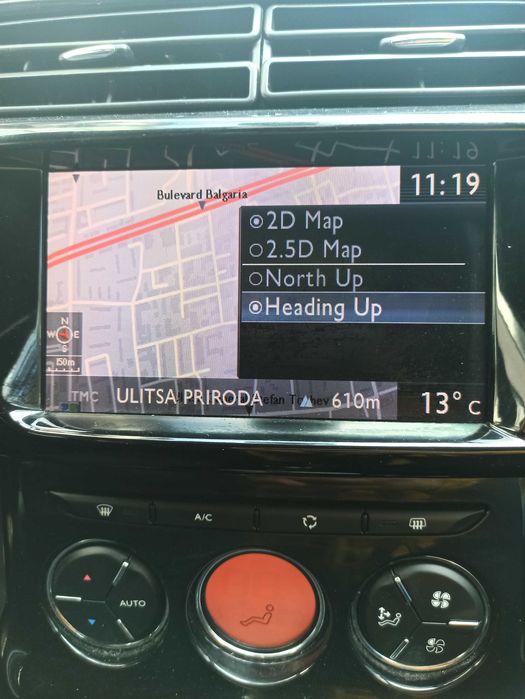 11:19
Bulevard Balgaria
2D Map
2.5D Map
North Up
Heading Up
N
W E
S
150m
TMC ULITSA PRIRODA 610m 13° C
A/C
AUTO